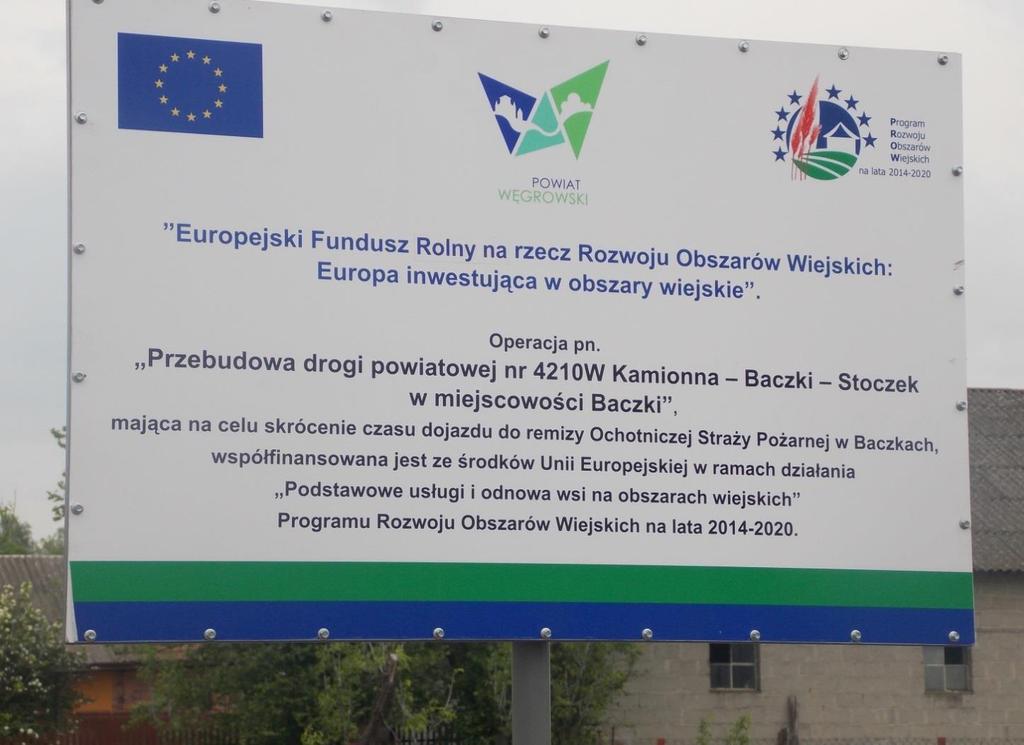 POWIAT
WĘGROWSKI
Program
Rozwoju
Obszarów
Wiejskich
na lata 2014-2020
”Europejski Fundusz Rolny na rzecz Rozwoju Obszarów Wiejskich:
Europa inwestująca w obszary wiejskie”.
Operacja pn.
„Przebudowa drogi powiatowej nr 4210W Kamionna – Baczki – Stoczek
w miejscowości Baczki”,
mająca na celu skrócenie czasu dojazdu do remizy Ochotniczej Straży Pożarnej w Baczkach,
współfinansowana jest ze środków Unii Europejskiej w ramach działania
„Podstawowe usługi i odnowa wsi na obszarach wiejskich”
Programu Rozwoju Obszarów Wiejskich na lata 2014-2020.